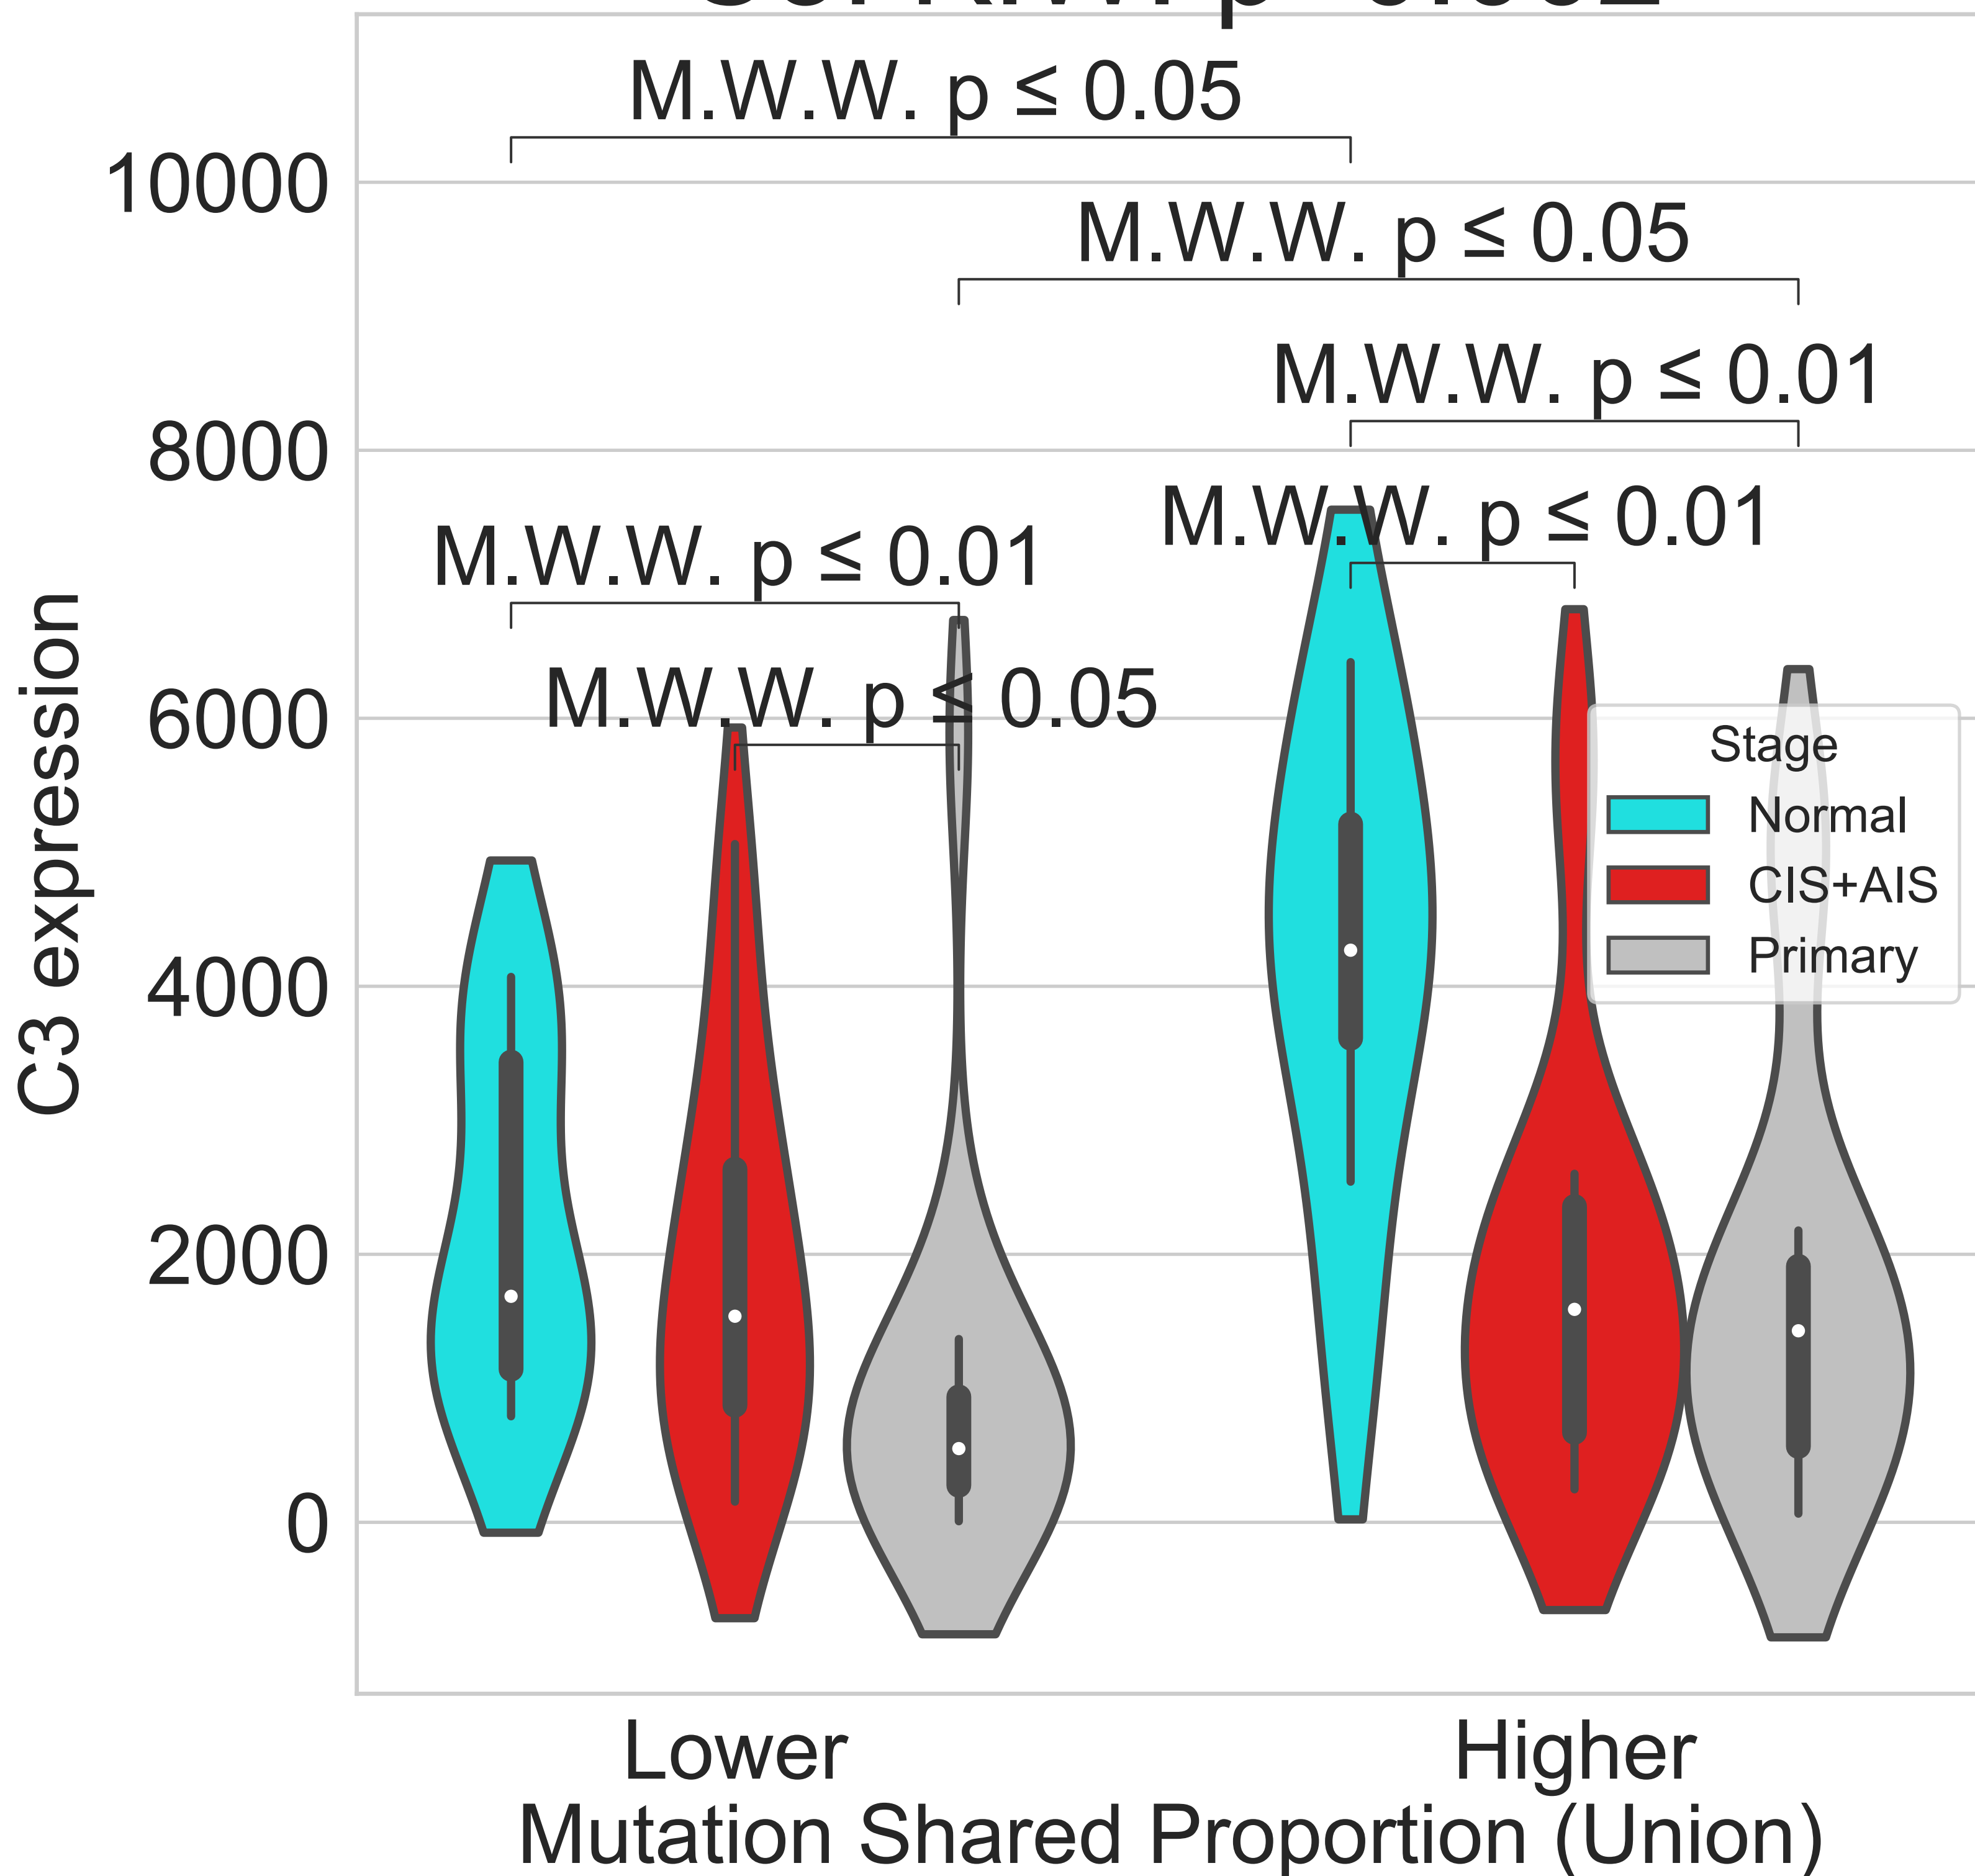 M.W.W. p ≤ 0.05
10000
M.W.W. p ≤ 0.05
M.W.W. p ≤ 0.01
8000
M.W.W. p ≤ 0.01
M.W.W. p ≤ 0.01
M.W.W. p ≤ 0.05
6000
Stage
Normal
CIS+AIS
Primary
4000
2000
0
C3 expression
Lower
Higher
Mutation Shared Proportion (Union)